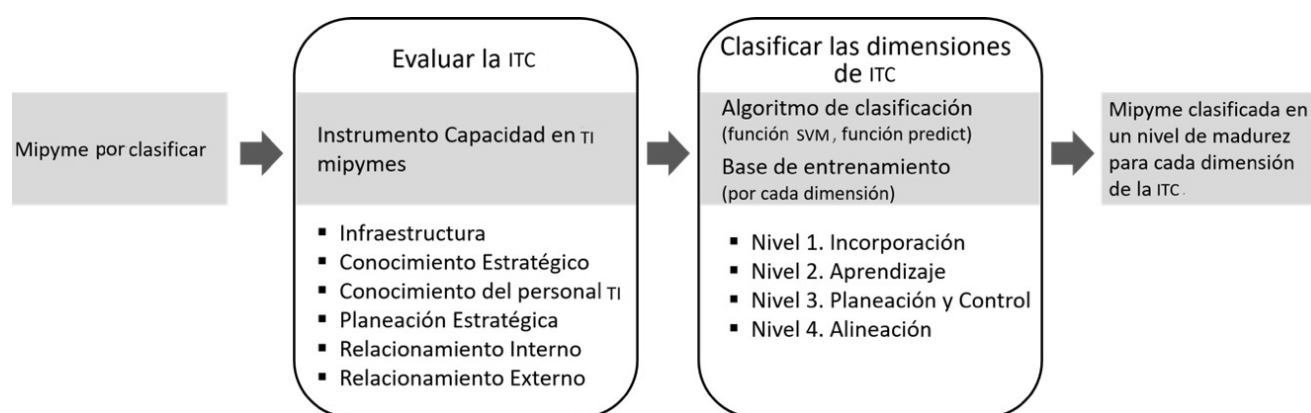 Mipyme por clasificar
Evaluar la ITC
Instrumento Capacidad en TI
mipymes
▪ Infraestructura
▪ Conocimiento Estratégico
▪ Conocimiento del personal TI
▪ Planeación Estratégica
▪ Relacionamiento Interno
▪ Relacionamiento Externo
Clasificar las dimensiones
de ITC
Algoritmo de clasificación
(función SVM, función predict)
Base de entrenamiento
(por cada dimensión)
▪ Nivel 1. Incorporación
▪ Nivel 2. Aprendizaje
▪ Nivel 3. Planeación y Control
▪ Nivel 4. Alineación
Mipyme clasificada en
un nivel de madurez
para cada dimensión
de la ITC.